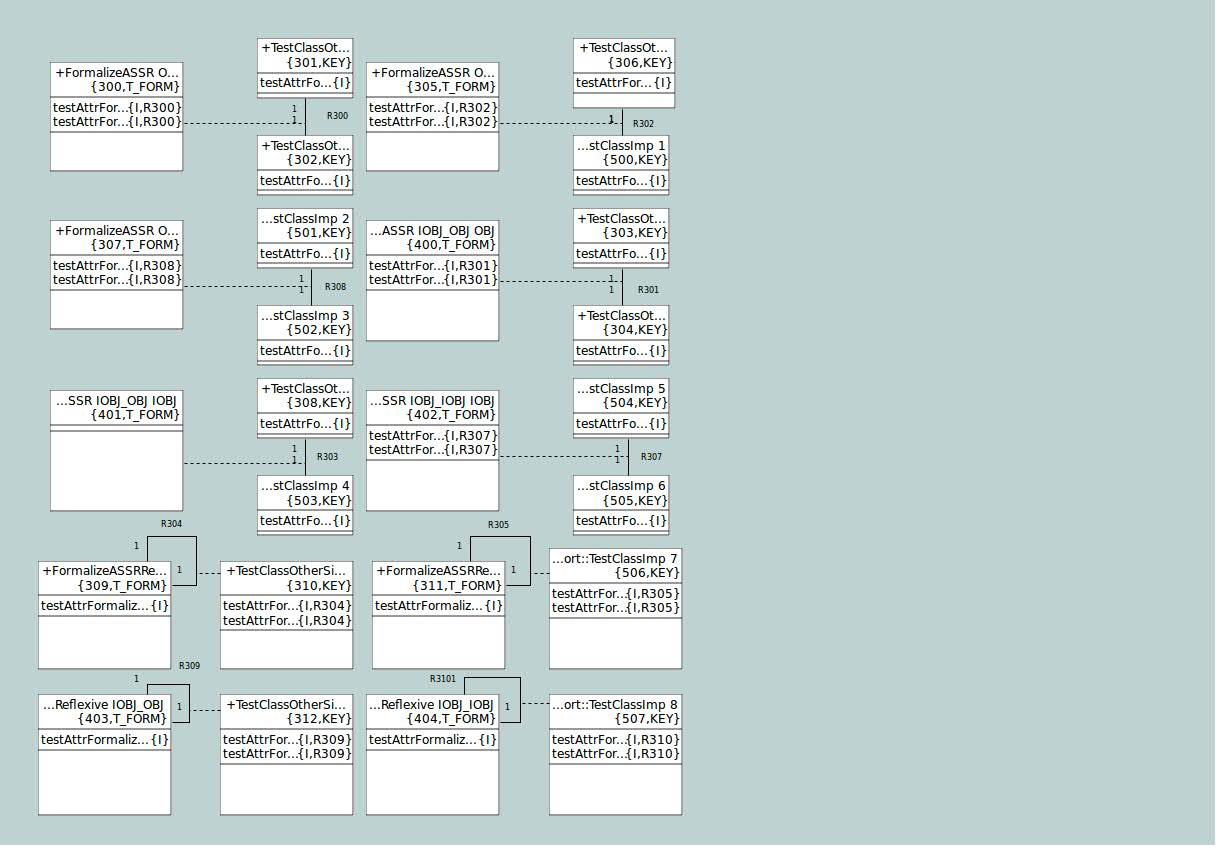 +TestClassOt...
{301,KEY}
testAttrFo...{I}
+FormalizeASSR O...
{300,T_FORM}
testAttrFor...{I,R300}
testAttrFor...{I,R300}
1
1
R300
+TestClassOt...
{302,KEY}
testAttrFo...{I}
+TestClassOt...
{306,KEY}
testAttrFor...{I}
+FormalizeASSR O...
{305,T_FORM}
testAttrFor...{I,R302}
testAttrFor...{I,R302}
1
R302
...stClassImp 1
{500,KEY}
testAttrFo...{I}
...stClassImp 2
{501,KEY}
testAttrFo...{I}
+FormalizeASSR O...
{307,T_FORM}
testAttrFor...{I,R308}
testAttrFor...{I,R308}
1
1
R308
...stClassImp 3
{502,KEY}
testAttrFo...{I}
+TestClassOt...
{303,KEY}
testAttrFo...{I}
...ASSR IOBJ_OBJ OBJ
{400,T_FORM}
testAttrFor...{I,R301}
testAttrFor...{I,R301}
1
1
R301
+TestClassOt...
{304,KEY}
testAttrFo...{I}
+TestClassOt...
{308,KEY}
testAttrFo...{I}
...SSR IOBJ_OBJ IOBJ
{401,T_FORM}
1
1
R303
...stClassImp 4
{503,KEY}
testAttrFo...{I}
...stClassImp 5
{504,KEY}
testAttrFo...{I}
...SSR IOBJ_IOBJ IOBJ
{402,T_FORM}
testAttrFor...{I,R307}
testAttrFor...{I,R307}
1
1
R307
...stClassImp 6
{505,KEY}
testAttrFo...{I}
R304
1
1
+FormalizeASSRRe...
{309,T_FORM}
testAttrFormaliz...{I}
+TestClassOtherSi...
{310,KEY}
testAttrFor...{I,R304}
testAttrFor...{I,R304}
R305
1
1
+FormalizeASSRRe...
{311,T_FORM}
testAttrFormaliz...{I}
...ort::TestClassImp 7
{506,KEY}
testAttrFor...{I,R305}
testAttrFor...{I,R305}
R309
1
1
...Reflexive IOBJ_OBJ
{403,T_FORM}
testAttrFormaliz...{I}
+TestClassOtherSi...
{312,KEY}
testAttrFor...{I,R309}
testAttrFor...{I,R309}
R3101
1
...Reflexive IOBJ_IOBJ
{404,T_FORM}
testAttrFormaliz...{I}
...ort::TestClassImp 8
{507,KEY}
testAttrFor...{I,R310}
testAttrFor...{I,R310}